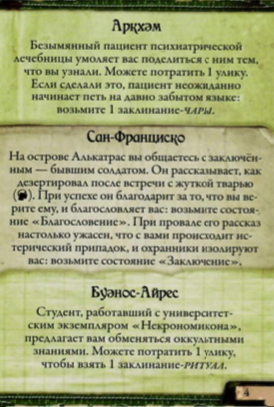 Аркхэм
Безымянный пациент психиатрической
лечебницы умоляет вас поделиться с ним тем,
что вы узнали. Можете потратить 1 улику.
Если сделали это, пациент неожиданно
начинает петь на давно забытом языке:
возьмите 1 заклинание-ЧАРЫ.
Сан-Франциско
На острове Алькатрас вы общаетесь с заключён-
ным — бывшим солдатом. Он рассказывает, как
дезертировал после встречи с жуткой тварью
(). При успехе он благодарит за то, что вы ве-
рите ему, и благословляет вас: возьмите состоя-
ние «Благословение». При провале его рассказ
настолько ужасен, что с вами происходит ис-
терический припадок, и охранники изолируют
вас: возьмите состояние «Заключение».
Буэнос-Айрес
Студент, работавший с университет-
ским экземпляром «Некрономикона»,
предлагает вам обменяться оккультными
знаниями. Можете потратить 1 улику,
чтобы взять 1 заклинание-РИТУАЛ.
4